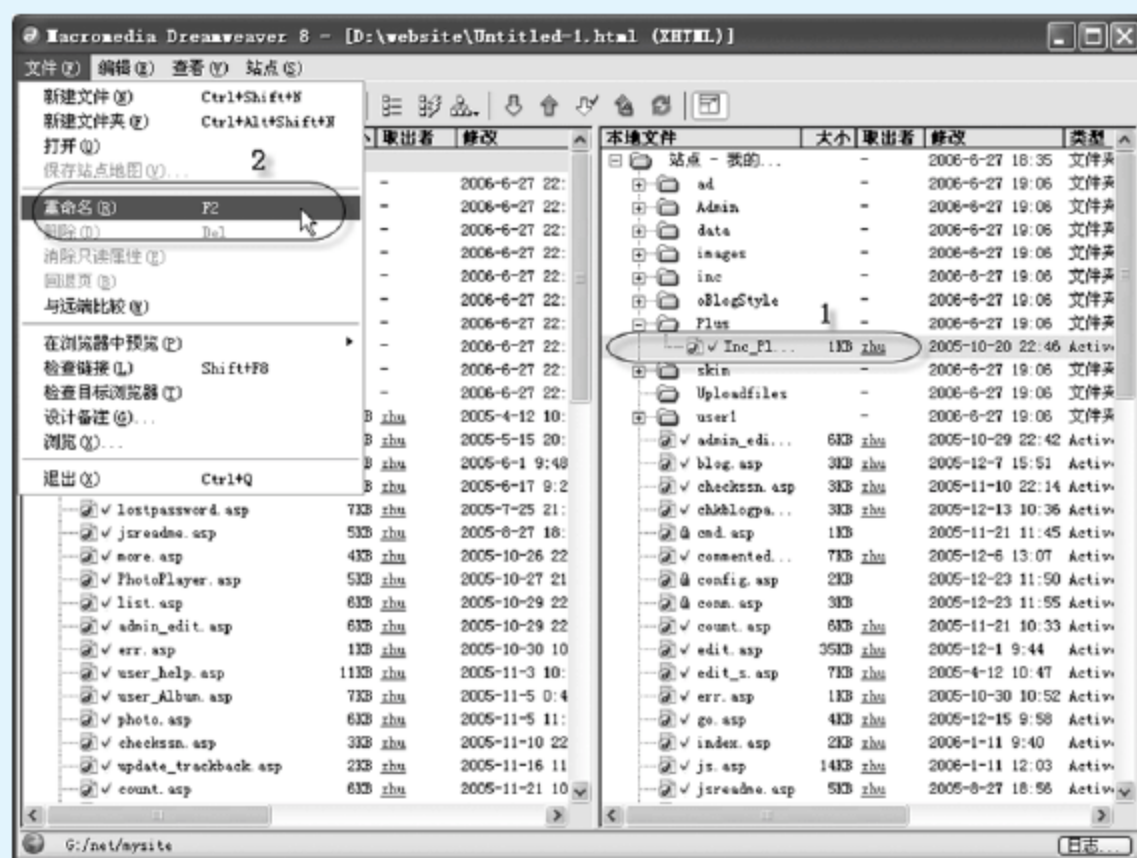 Macromedia Dreamweaver 8 - [D:\website\Untitled-1.html (XHTML)]
文件(F) 编辑(E) 查看(V) 站点(S)
新建文件(N) Ctrl+Shift+N
新建文件夹(F) Ctrl+Alt+Shift+N
打开(O)
保存站点地图(V)...
2
重命名(R) F2
删除(D) Del
消除只读属性(E)
回退页(B)
与远端比较(W)
在浏览器中预览(P)
检查链接(L) Shift+F8
检查目标浏览器(T)
设计备注(G)...
浏览(X)...
退出(X) Ctrl+Q
取出者 修改
- 2006-6-27 22:
- 2006-6-27 22:
- 2006-6-27 22:
- 2006-6-27 22:
- 2006-6-27 22:
- 2006-6-27 22:
- 2006-6-27 22:
- 2006-6-27 22:
- 2006-6-27 22:
- 2006-6-27 22:
B zhu 2005-4-12 10:
B zhu 2005-5-15 20:
B zhu 2005-6-1 9:48
B zhu 2005-6-17 9:2
lostpassword.asp 7KB zhu 2005-7-25 21:
jsreadme.asp 5KB zhu 2005-8-27 18:
more.asp 4KB zhu 2005-10-26 22
PhotoPlayer.asp 5KB zhu 2005-10-27 21
list.asp 6KB zhu 2005-10-29 22
admin_edit.asp 6KB zhu 2005-10-29 22
err.asp 1KB zhu 2005-10-30 10
user_help.asp 11KB zhu 2005-11-3 10:
user_Album.asp 7KB zhu 2005-11-5 0:4
photo.asp 6KB zhu 2005-11-5 11:
checkssn.asp 3KB zhu 2005-11-10 22
update_trackback.asp 2KB zhu 2005-11-16 11
count.asp 6KB zhu 2005-11-21 10
本地文件 大小 取出者 修改 类型
站点 - 我的... - 2006-6-27 18:35 文件夹
ad - 2006-6-27 19:06 文件夹
Admin - 2006-6-27 19:06 文件夹
data - 2006-6-27 19:06 文件夹
images - 2006-6-27 19:06 文件夹
inc - 2006-6-27 19:06 文件夹
oBlogStyle - 2006-6-27 19:06 文件夹
Plus 1 - 2006-6-27 19:06 文件夹
Inc_Pl... 1KB zhu 2005-10-20 22:46 Activ
skin - 2006-6-27 19:06 文件夹
Uploadfiles - 2006-6-27 19:06 文件夹
user1 - 2006-6-27 19:06 文件夹
admin_edi... 6KB zhu 2005-10-29 22:42 Activ
blog.asp 3KB zhu 2005-12-7 15:51 Activ
checkssn.asp 3KB zhu 2005-11-10 22:14 Activ
chkblogpa... 3KB zhu 2005-12-13 10:36 Activ
cmd.asp 1KB 2005-11-21 11:45 Activ
commented... 7KB zhu 2005-12-6 13:07 Activ
config.asp 2KB 2005-12-23 11:50 Activ
conn.asp 3KB 2005-12-23 11:55 Activ
count.asp 6KB zhu 2005-11-21 10:33 Activ
edit.asp 35KB zhu 2005-12-1 9:44 Activ
edit_s.asp 7KB zhu 2005-4-12 10:47 Activ
err.asp 1KB zhu 2005-10-30 10:52 Activ
go.asp 4KB zhu 2005-12-15 9:58 Activ
index.asp 2KB zhu 2006-1-11 9:40 Activ
js.asp 14KB zhu 2006-1-11 12:03 Activ
jsreadme.asp 5KB zhu 2005-8-27 18:56 Activ
G:/net/mysite
日志...